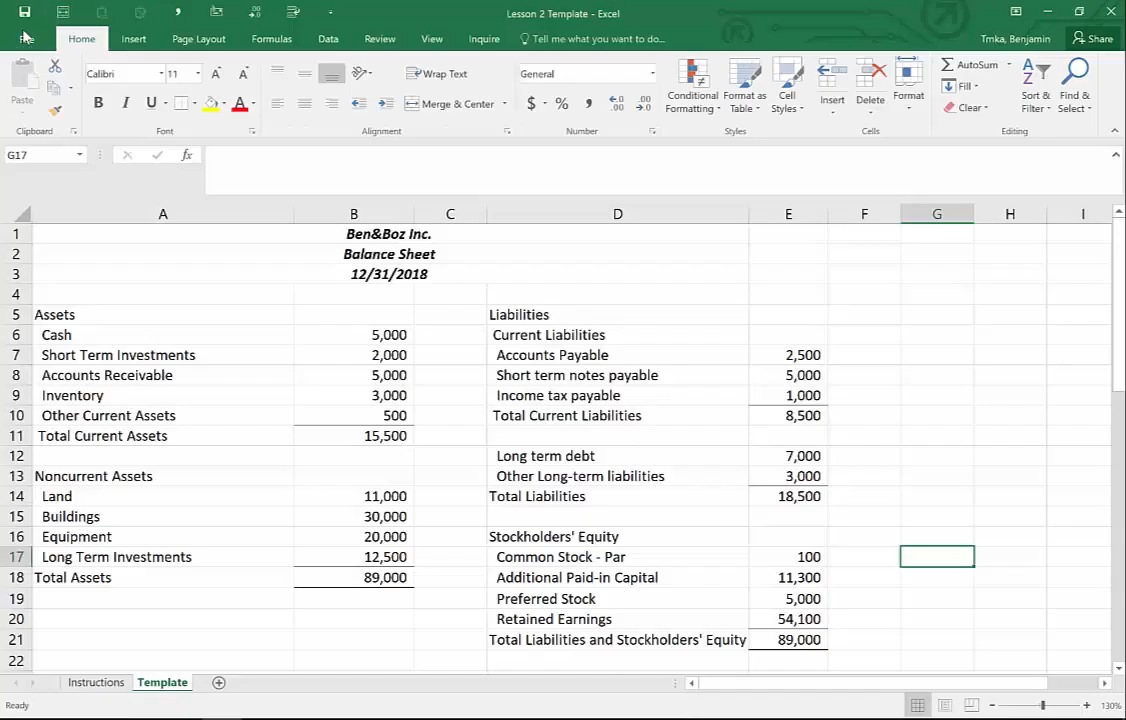 Lesson 2 Template - Excel
Home Insert Page Layout Formulas Data Review View Inquire Tell me what you want to do... Trnka, Benjamin Share
Paste Calibri 11 Wrap Text General Conditional Formatting Format as Table Cell Styles Insert Delete Format AutoSum Fill Clear Sort & Filter Find & Select
B I U Merge & Center $ % , .0 .00
Clipboard Font Alignment Number Styles Cells Editing
G17 fx
A B C D E F G H I
1 Ben&Boz Inc.
2 Balance Sheet
3 12/31/2018
4
5 Assets Liabilities
6 Cash 5,000 Current Liabilities
7 Short Term Investments 2,000 Accounts Payable 2,500
8 Accounts Receivable 5,000 Short term notes payable 5,000
9 Inventory 3,000 Income tax payable 1,000
10 Other Current Assets 500 Total Current Liabilities 8,500
11 Total Current Assets 15,500
12 Long term debt 7,000
13 Noncurrent Assets Other Long-term liabilities 3,000
14 Land 11,000 Total Liabilities 18,500
15 Buildings 30,000
16 Equipment 20,000 Stockholders' Equity
17 Long Term Investments 12,500 Common Stock - Par 100
18 Total Assets 89,000 Additional Paid-in Capital 11,300
19 Preferred Stock 5,000
20 Retained Earnings 54,100
21 Total Liabilities and Stockholders' Equity 89,000
22
Instructions Template
Ready 130%